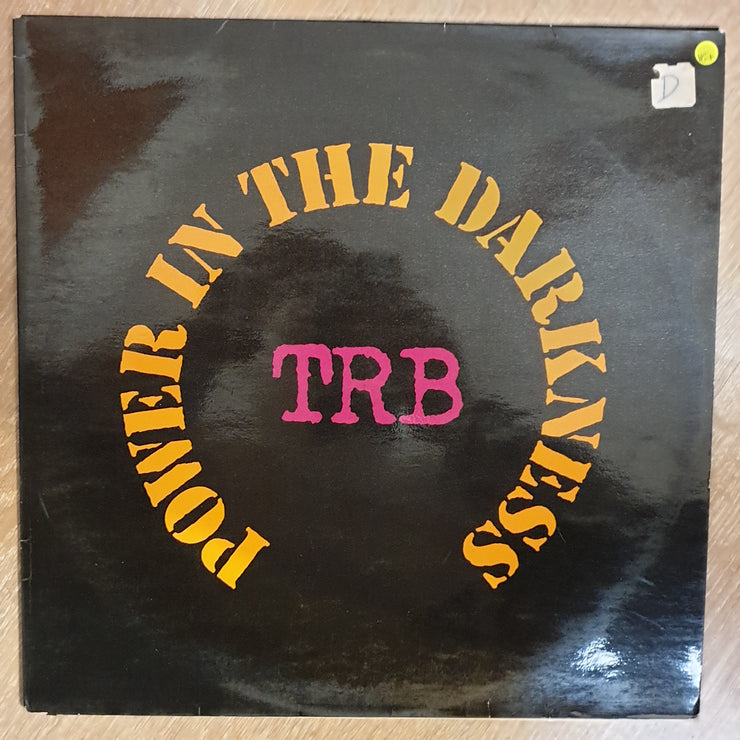 POWER IN THE DARKNESS
TRB
D